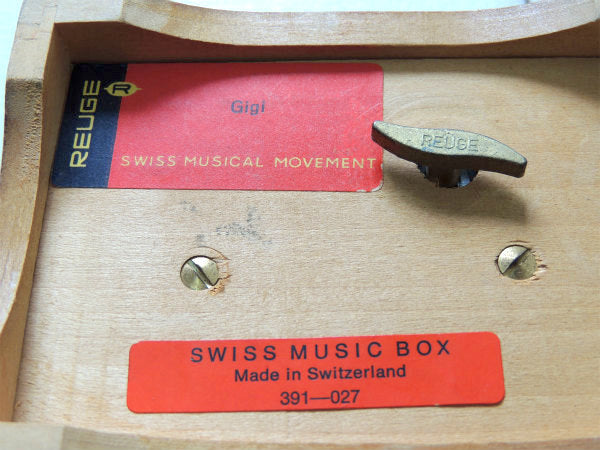 REUGE R
Gigi
SWISS MUSICAL MOVEMENT
REUGE
SWISS MUSIC BOX
Made in Switzerland
391—027